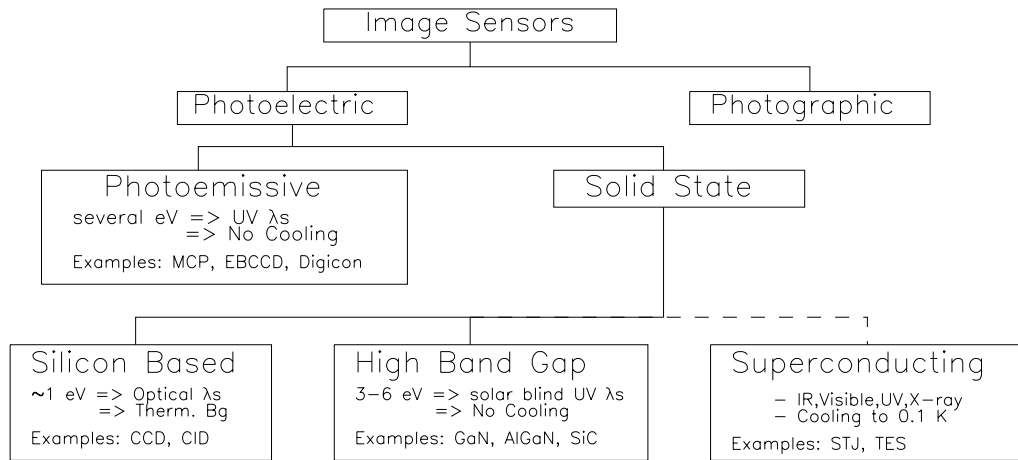 Image Sensors
Photoelectric
Photographic
Photoemissive
several eV => UV λs
=> No Cooling
Examples: MCP, EBCCD, Digicon
Solid State
Silicon Based
~1 eV => Optical λs
=> Therm. Bg
Examples: CCD, CID
High Band Gap
3-6 eV => solar blind UV λs
=> No Cooling
Examples: GaN, AlGaN, SiC
Superconducting
- IR,Visible,UV,X-ray
- Cooling to 0.1 K
Examples: STJ, TES